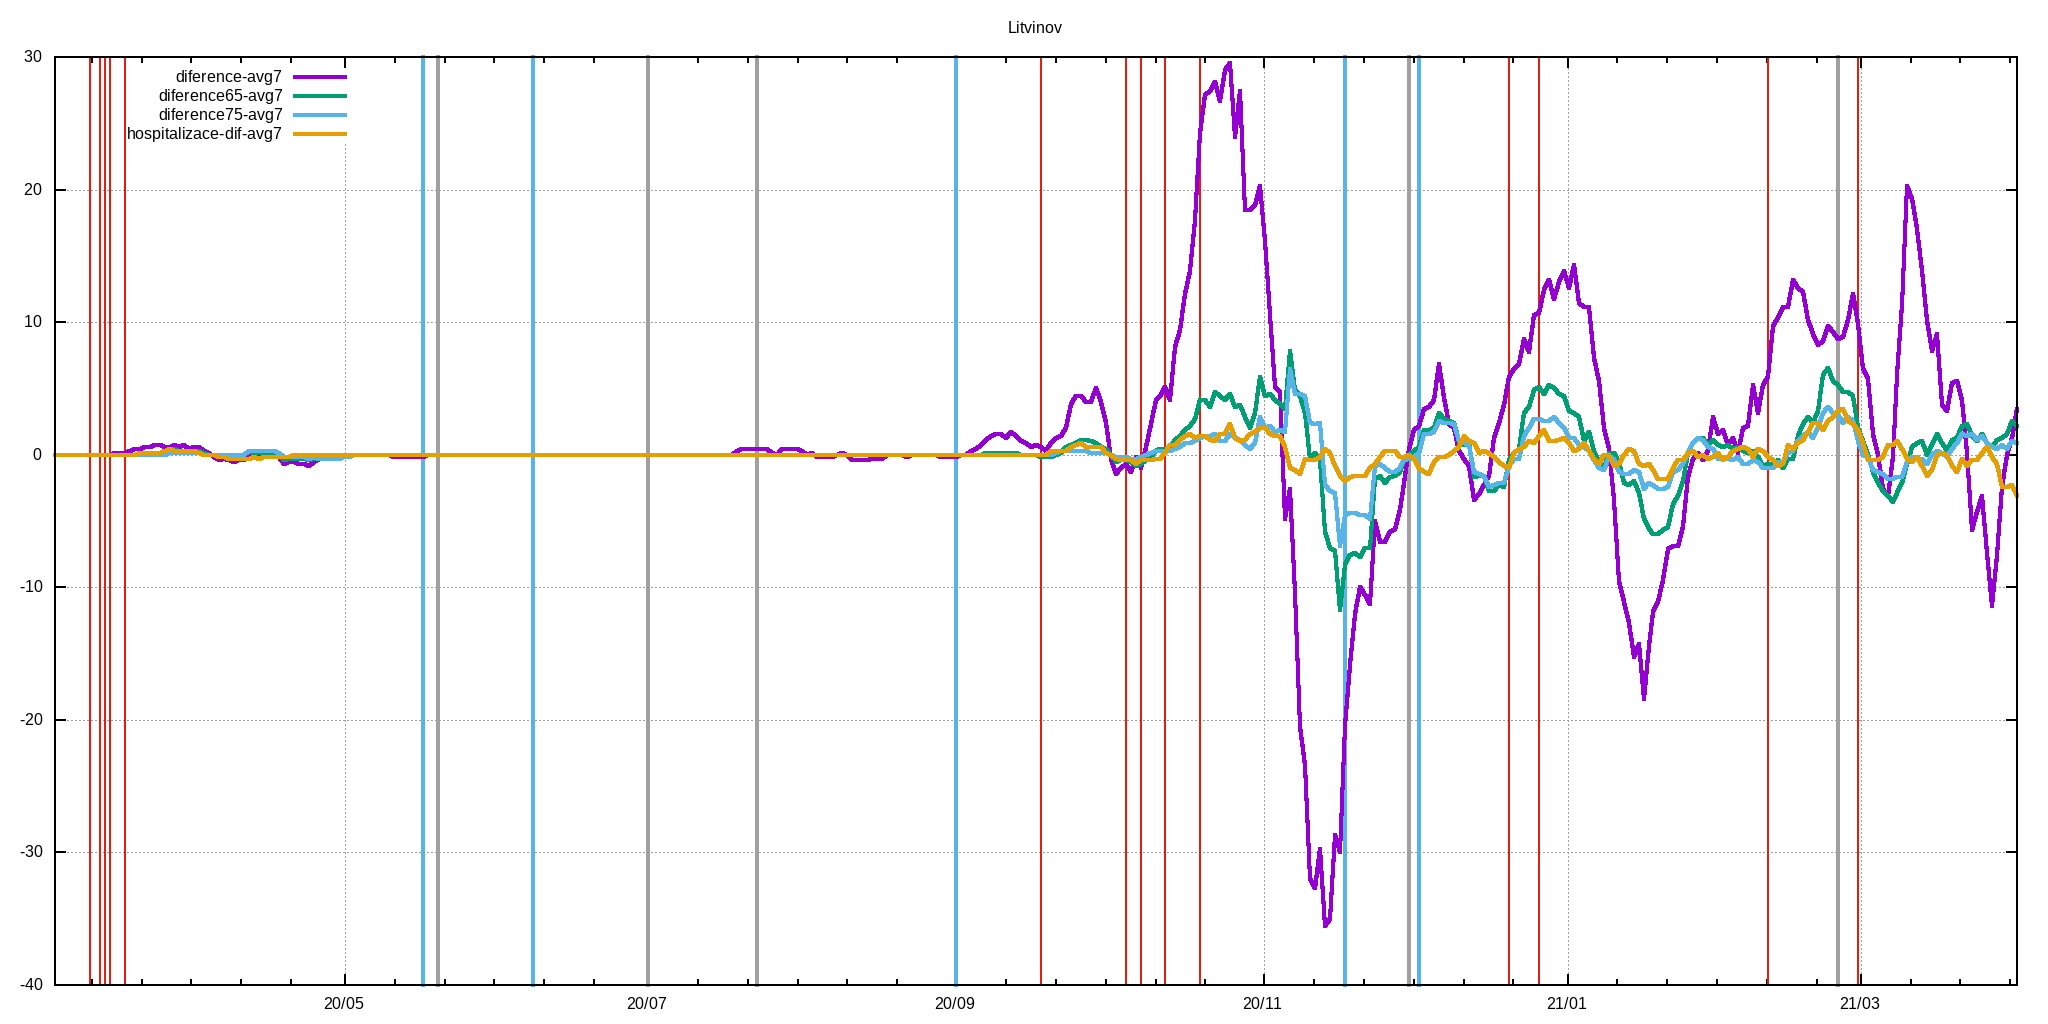 Litvinov
30
diference-avg7
diference65-avg7
diference75-avg7
hospitalizace-dif-avg7
20
10
0
-10
-20
-30
-40
20/05 20/07 20/09 20/11 21/01 21/03